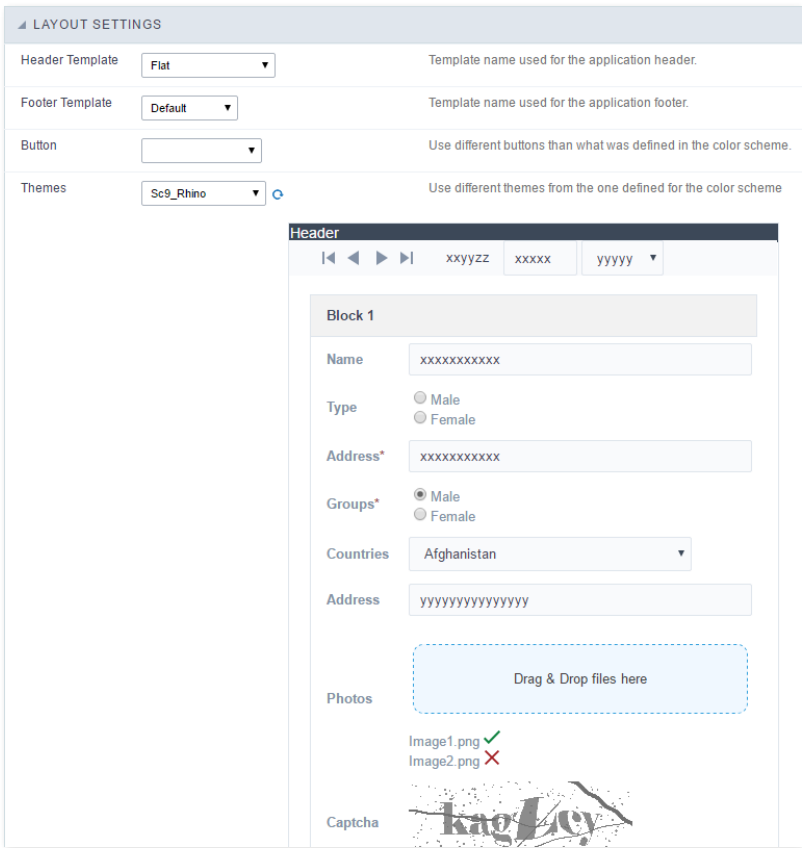 LAYOUT SETTINGS
Header Template Flat Template name used for the application header.
Footer Template Default Template name used for the application footer.
Button Use different buttons than what was defined in the color scheme.
Themes Sc9_Rhino Use different themes from the one defined for the color scheme
Header
xxyyzz xxxxx yyyyy
Block 1
Name xxxxxxxxxxx
Type Male
Female
Address* xxxxxxxxxxx
Groups* Male
Female
Countries Afghanistan
Address yyyyyyyyyyyyyyy
Drag & Drop files here
Photos
Image1.png
Image2.png
Captcha